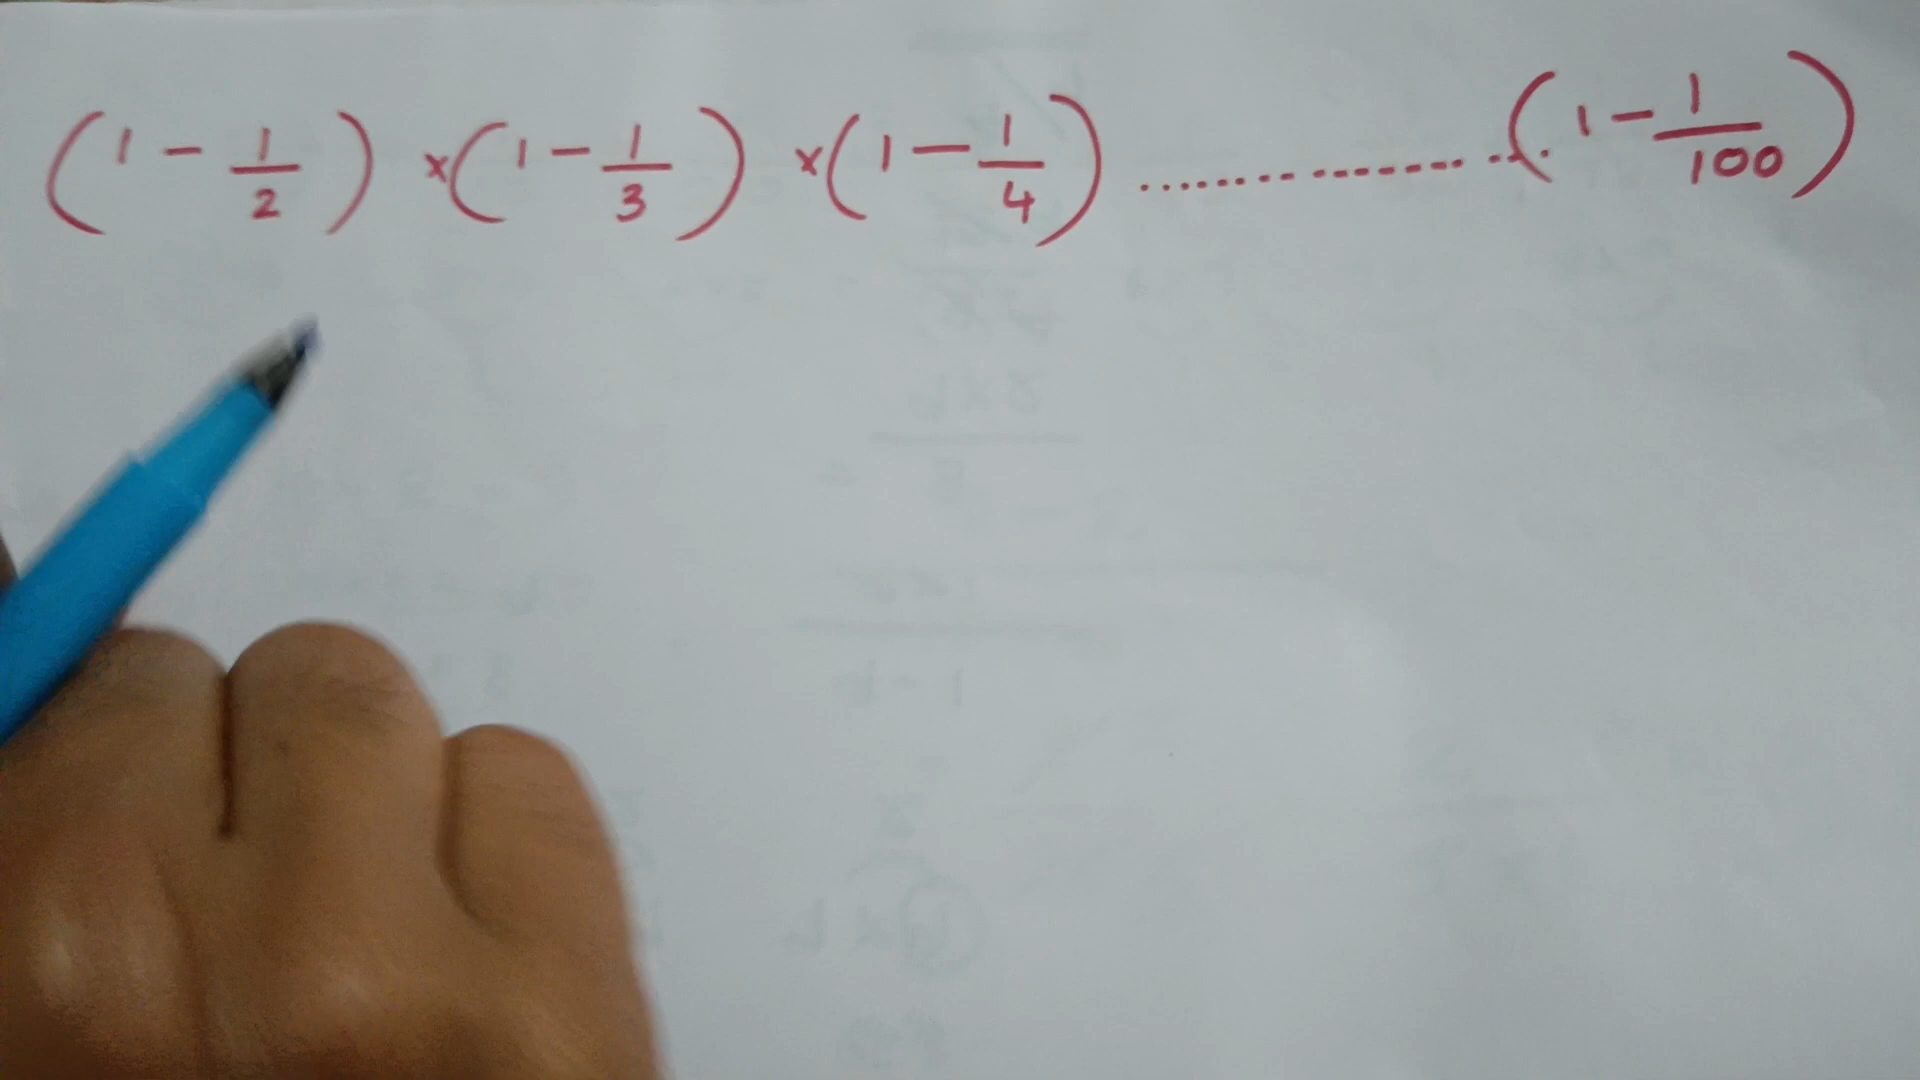 (1 - 1/2) × (1 - 1/3) × (1 - 1/4) .................... (1 - 1/100)